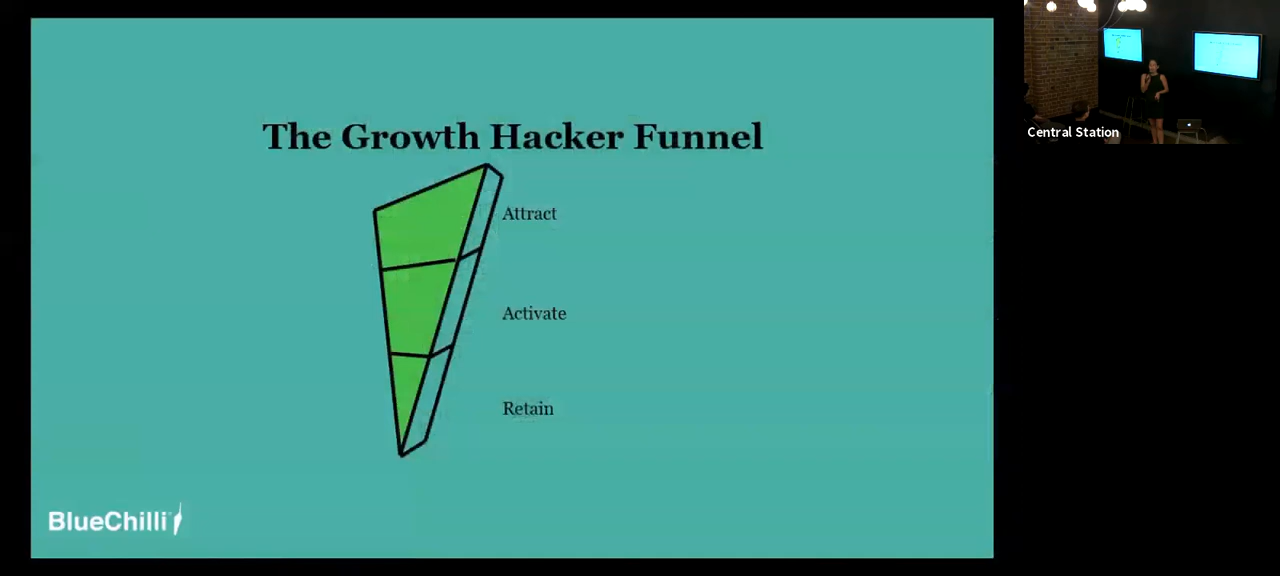 The Growth Hacker Funnel
Attract
Activate
Retain
BlueChilli
Central Station